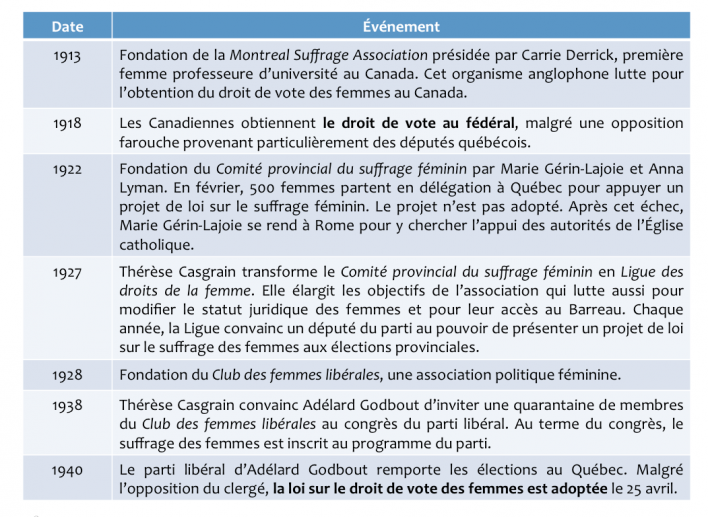 Date Événement
1913 Fondation de la Montreal Suffrage Association présidée par Carrie Derrick, première
femme professeure d'université au Canada. Cet organisme anglophone lutte pour
l'obtention du droit de vote des femmes au Canada.
1918 Les Canadiennes obtiennent le droit de vote au fédéral, malgré une opposition
farouche provenant particulièrement des députés québécois.
1922 Fondation du Comité provincial du suffrage féminin par Marie Gérin-Lajoie et Anna
Lyman. En février, 500 femmes partent en délégation à Québec pour appuyer un
projet de loi sur le suffrage féminin. Le projet n'est pas adopté. Après cet échec,
Marie Gérin-Lajoie se rend à Rome pour y chercher l'appui des autorités de l'Église
catholique.
1927 Thérèse Casgrain transforme le Comité provincial du suffrage féminin en Ligue des
droits de la femme. Elle élargit les objectifs de l'association qui lutte aussi pour
modifier le statut juridique des femmes et pour leur accès au Barreau. Chaque
année, la Ligue convainc un député du parti au pouvoir de présenter un projet de loi
sur le suffrage des femmes aux élections provinciales.
1928 Fondation du Club des femmes libérales, une association politique féminine.
1938 Thérèse Casgrain convainc Adélard Godbout d'inviter une quarantaine de membres
du Club des femmes libérales au congrès du parti libéral. Au terme du congrès, le
suffrage des femmes est inscrit au programme du parti.
1940 Le parti libéral d'Adélard Godbout remporte les élections au Québec. Malgré
l'opposition du clergé, la loi sur le droit de vote des femmes est adoptée le 25 avril.